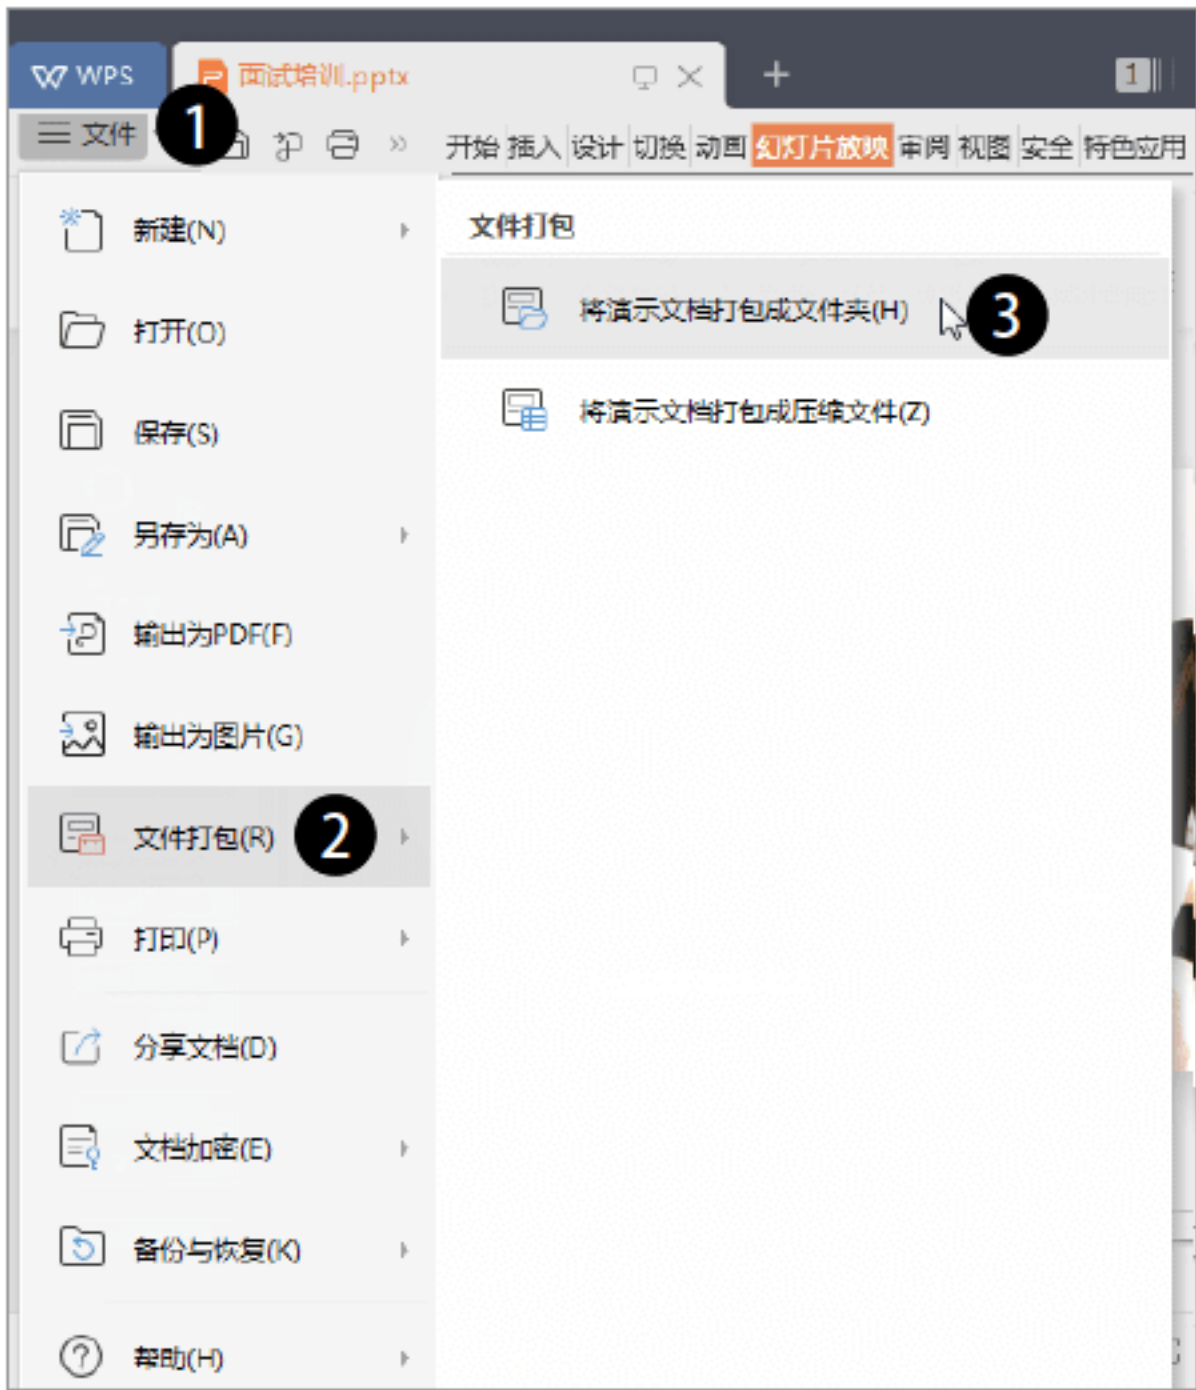 WPS 面试培训.pptx 1
文件 1 开始 插入 设计 切换 动画 幻灯片放映 审阅 视图 安全 特色应用
新建(N)
打开(O)
保存(S)
另存为(A)
输出为PDF(F)
输出为图片(G)
文件打包(R) 2
打印(P)
分享文档(D)
文档加密(E)
备份与恢复(K)
帮助(H)
文件打包
将演示文档打包成文件夹(H) 3
将演示文档打包成压缩文件(Z)